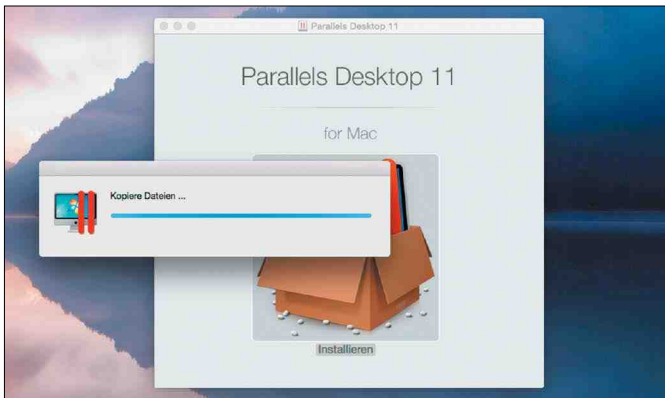 Parallels Desktop 11
Parallels Desktop 11
for Mac
Kopiere Dateien ...
Installieren